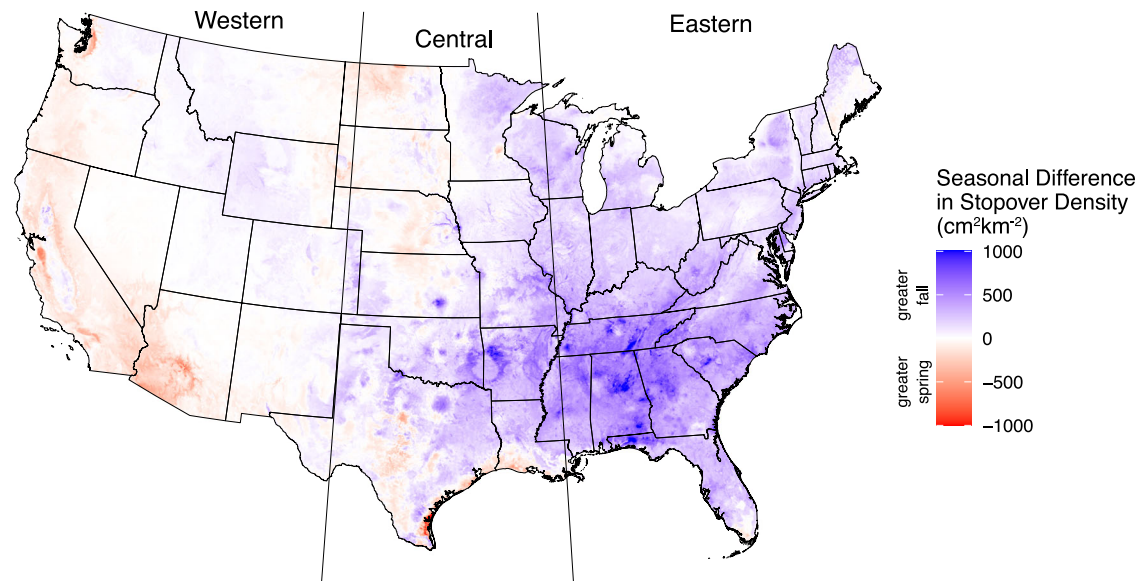 Western
Central
Eastern
Seasonal Difference
in Stopover Density
(cm²km⁻²)
greater
fall
greater
spring
1000
500
0
−500
−1000